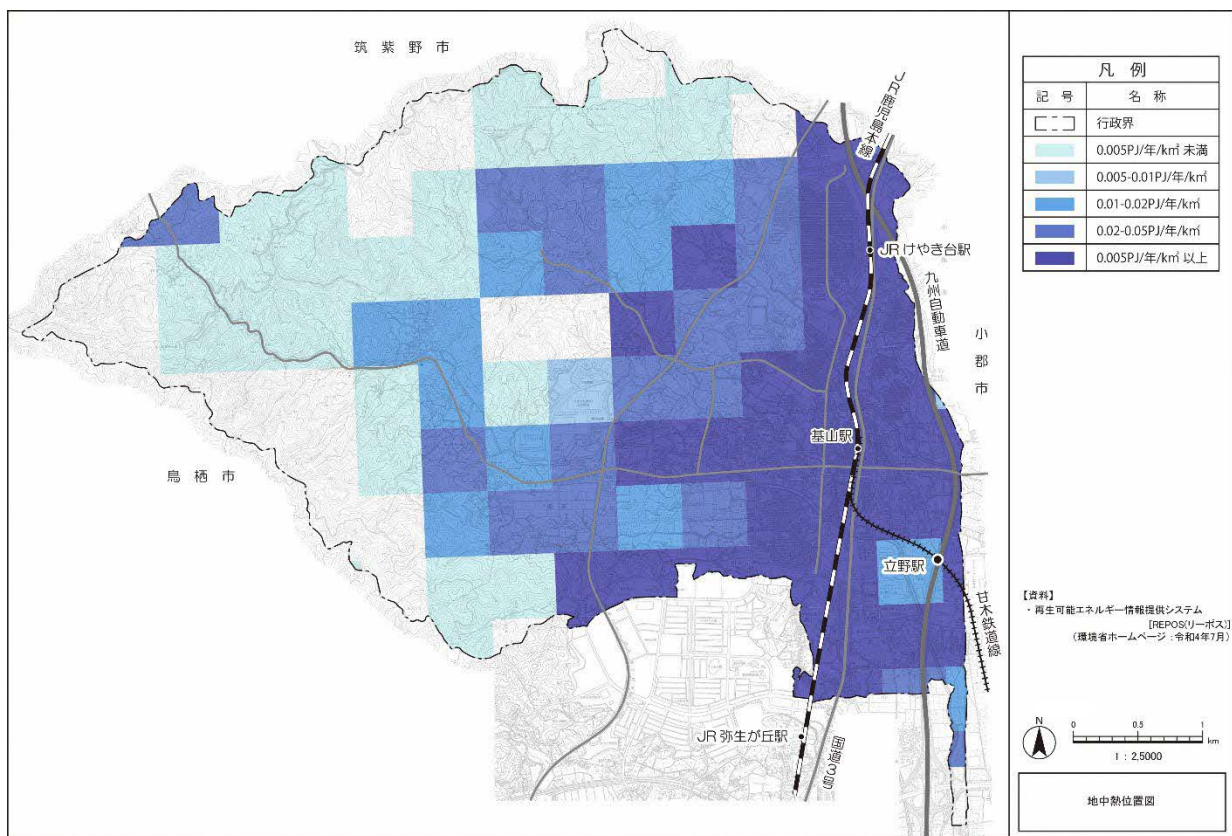 筑紫野市
JR鹿児島本線
JRけやき台駅
九州自動車道
小郡市
基山駅
鳥栖市
立野駅
甘木鉄道線
JR弥生が丘駅
国道3号
凡例
記号 名称
行政界
0.005PJ/年/k㎡ 未満
0.005-0.01PJ/年/k㎡
0.01-0.02PJ/年/k㎡
0.02-0.05PJ/年/k㎡
0.005PJ/年/k㎡ 以上
【資料】
・再生可能エネルギー情報提供システム
[REPOS(リーポス)]
(環境省ホームページ:令和4年7月)
N
0 0.5 1
km
1:2,5000
地中熱位置図